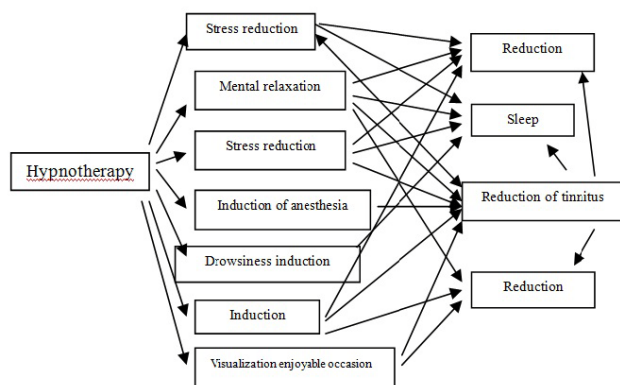 Hypnotherapy
Stress reduction
Mental relaxation
Stress reduction
Induction of anesthesia
Drowsiness induction
Induction
Visualization enjoyable occasion
Reduction
Sleep
Reduction of tinnitus
Reduction